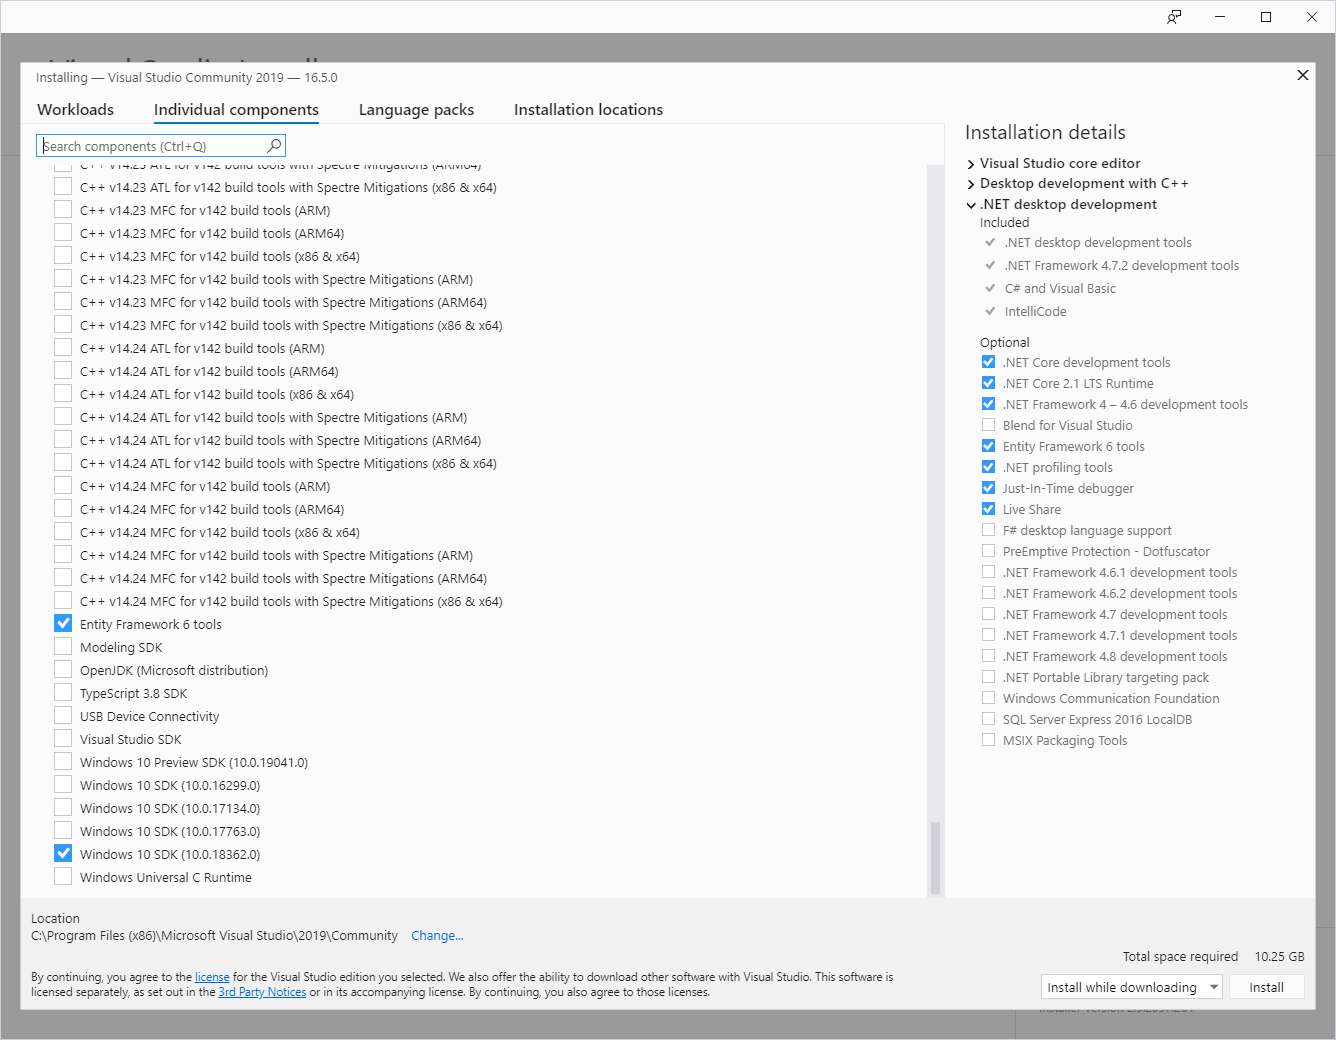 Installing — Visual Studio Community 2019 — 16.5.0
Workloads
Individual components
Language packs
Installation locations
Search components (Ctrl+Q)
C++ v14.23 ATL for v142 build tools with Spectre Mitigations (ARM64)
C++ v14.23 ATL for v142 build tools with Spectre Mitigations (x86 & x64)
C++ v14.23 MFC for v142 build tools (ARM)
C++ v14.23 MFC for v142 build tools (ARM64)
C++ v14.23 MFC for v142 build tools (x86 & x64)
C++ v14.23 MFC for v142 build tools with Spectre Mitigations (ARM)
C++ v14.23 MFC for v142 build tools with Spectre Mitigations (ARM64)
C++ v14.23 MFC for v142 build tools with Spectre Mitigations (x86 & x64)
C++ v14.24 ATL for v142 build tools (ARM)
C++ v14.24 ATL for v142 build tools (ARM64)
C++ v14.24 ATL for v142 build tools (x86 & x64)
C++ v14.24 ATL for v142 build tools with Spectre Mitigations (ARM)
C++ v14.24 ATL for v142 build tools with Spectre Mitigations (ARM64)
C++ v14.24 ATL for v142 build tools with Spectre Mitigations (x86 & x64)
C++ v14.24 MFC for v142 build tools (ARM)
C++ v14.24 MFC for v142 build tools (ARM64)
C++ v14.24 MFC for v142 build tools (x86 & x64)
C++ v14.24 MFC for v142 build tools with Spectre Mitigations (ARM)
C++ v14.24 MFC for v142 build tools with Spectre Mitigations (ARM64)
C++ v14.24 MFC for v142 build tools with Spectre Mitigations (x86 & x64)
Entity Framework 6 tools
Modeling SDK
OpenJDK (Microsoft distribution)
TypeScript 3.8 SDK
USB Device Connectivity
Visual Studio SDK
Windows 10 Preview SDK (10.0.19041.0)
Windows 10 SDK (10.0.16299.0)
Windows 10 SDK (10.0.17134.0)
Windows 10 SDK (10.0.17763.0)
Windows 10 SDK (10.0.18362.0)
Windows Universal C Runtime
Installation details
Visual Studio core editor
Desktop development with C++
.NET desktop development
Included
.NET desktop development tools
.NET Framework 4.7.2 development tools
C# and Visual Basic
IntelliCode
Optional
.NET Core development tools
.NET Core 2.1 LTS Runtime
.NET Framework 4 – 4.6 development tools
Blend for Visual Studio
Entity Framework 6 tools
.NET profiling tools
Just-In-Time debugger
Live Share
F# desktop language support
PreEmptive Protection - Dotfuscator
.NET Framework 4.6.1 development tools
.NET Framework 4.6.2 development tools
.NET Framework 4.7 development tools
.NET Framework 4.7.1 development tools
.NET Framework 4.8 development tools
.NET Portable Library targeting pack
Windows Communication Foundation
SQL Server Express 2016 LocalDB
MSIX Packaging Tools
Location
C:\Program Files (x86)\Microsoft Visual Studio\2019\Community Change...
By continuing, you agree to the license for the Visual Studio edition you selected. We also offer the ability to download other software with Visual Studio. This software is
licensed separately, as set out in the 3rd Party Notices or in its accompanying license. By continuing, you also agree to those licenses.
Total space required 10.25 GB
Install while downloading
Install